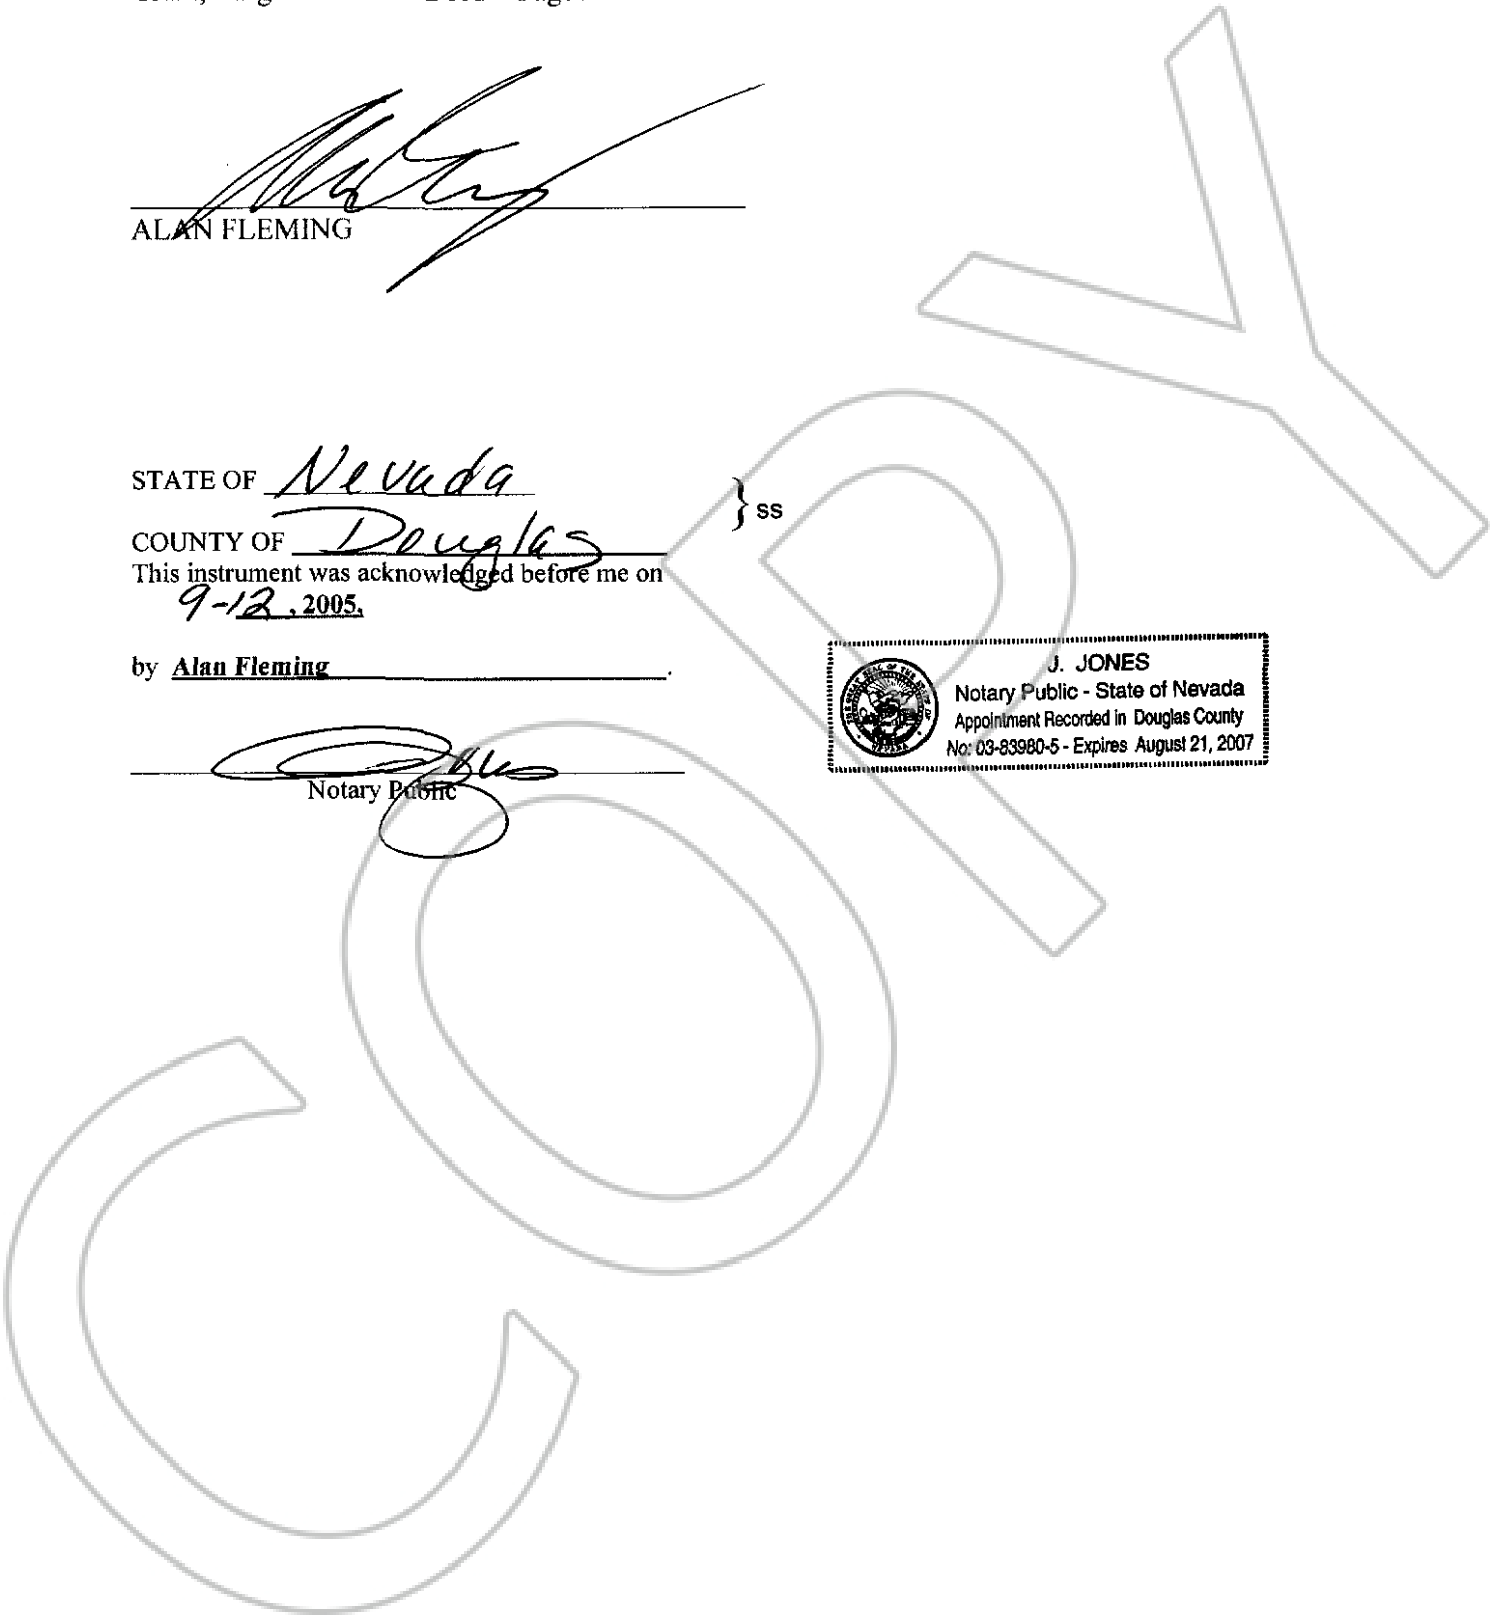 ALAN FLEMING
STATE OF Nevada
} ss
COUNTY OF Douglas
This instrument was acknowledged before me on
9-12, 2005,
by Alan Fleming.
J. JONES
Notary Public - State of Nevada
Appointment Recorded in Douglas County
No: 03-83980-5 - Expires August 21, 2007
Notary Public
COPY